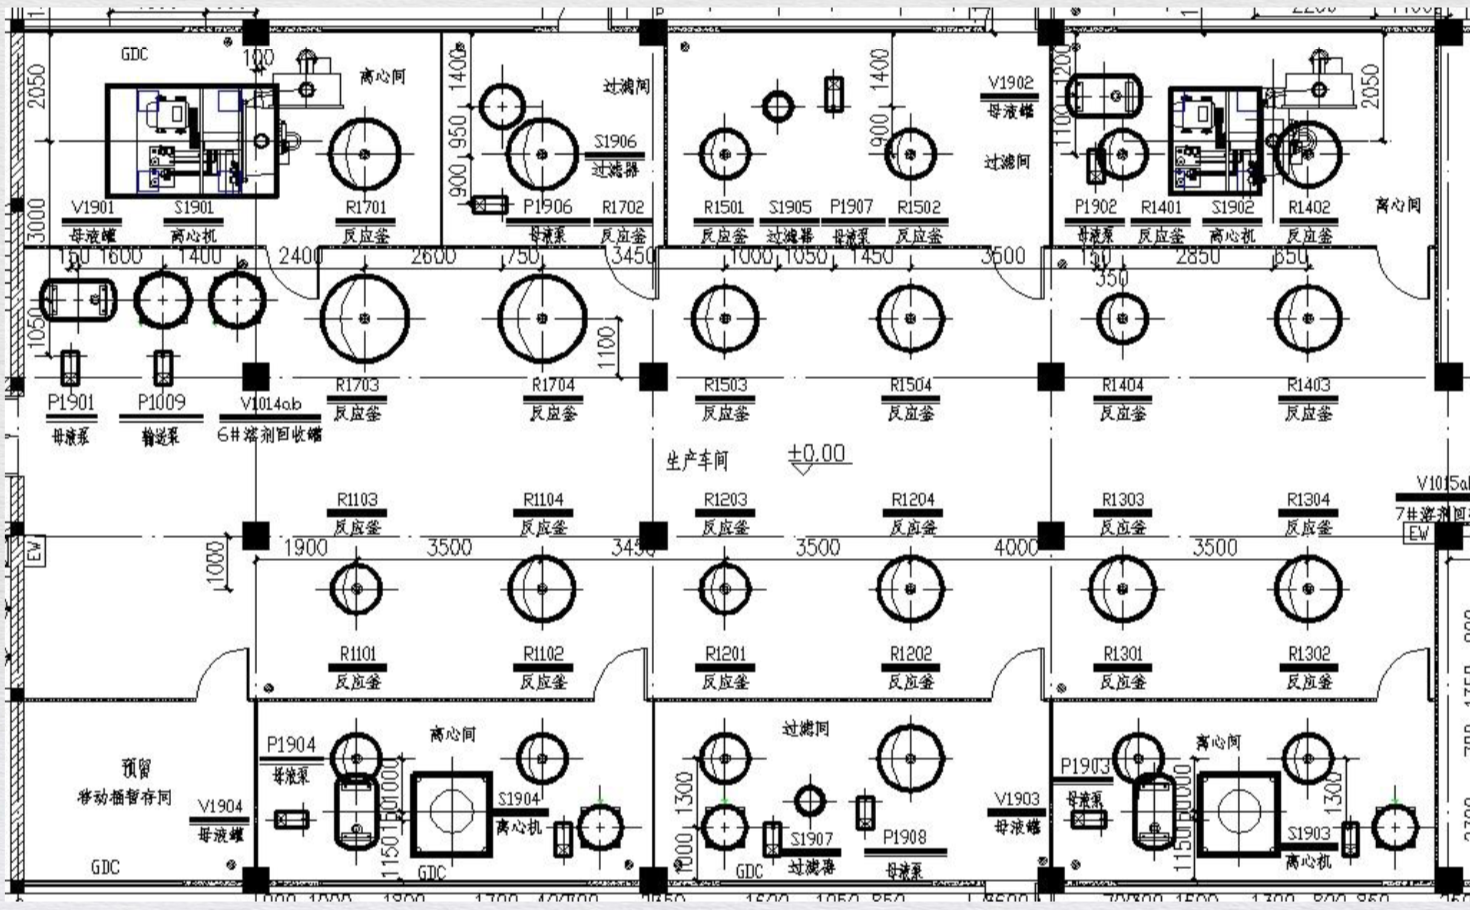 GDC
100
离心间
2050
1400
950
900
过滤间
S1906
过滤器
1400
900
V1902
母液罐
过滤间
1200
1100
2050
离心间
V1901
母液罐
S1901
离心机
R1701
反应釜
P1906
母液泵
R1702
反应釜
R1501
反应釜
S1905
过滤器
P1907
母液泵
R1502
反应釜
P1902
母液泵
R1401
反应釜
S1902
离心机
R1402
反应釜
3000
150
1600
1400
2400
2600
750
3450
1000
1050
1450
3500
150
350
2850
650
1050
1100
P1901
母液泵
P1009
输送泵
V1014ab
6#溶剂回收罐
R1703
反应釜
R1704
反应釜
R1503
反应釜
R1504
反应釜
R1404
反应釜
R1403
反应釜
生产车间
±0.00
R1103
反应釜
R1104
反应釜
R1203
反应釜
R1204
反应釜
R1303
反应釜
R1304
反应釜
V1015ab
7#溶剂回
EW
EW
1000
1900
3500
3450
3500
4000
3500
R1101
反应釜
R1102
反应釜
R1201
反应釜
R1202
反应釜
R1301
反应釜
R1302
反应釜
预留
移动桶暂存间
GDC
P1904
母液泵
离心间
V1904
母液罐
1150
150
1000
S1904
离心机
GDC
过滤间
1300
1000
S1907
过滤器
P1908
母液泵
GDC
V1903
母液罐
P1903
母液泵
离心间
1150
150
1000
1300
S1903
离心机